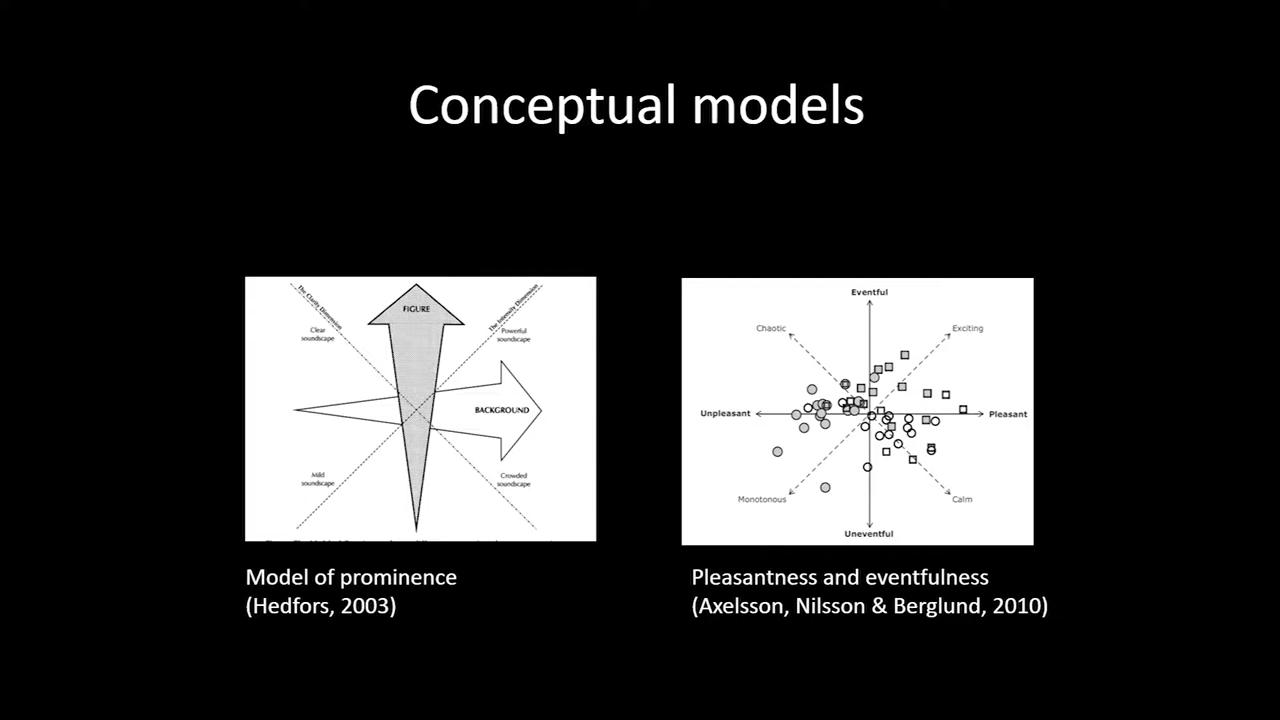 Conceptual models
The Clarity Dimension
The Intensity Dimension
FIGURE
Clear
soundscape
Powerful
soundscape
BACKGROUND
Mild
soundscape
Crowded
soundscape
Eventful
Chaotic
Exciting
Unpleasant
Pleasant
Monotonous
Calm
Uneventful
Model of prominence
(Hedfors, 2003)
Pleasantness and eventfulness
(Axelsson, Nilsson & Berglund, 2010)